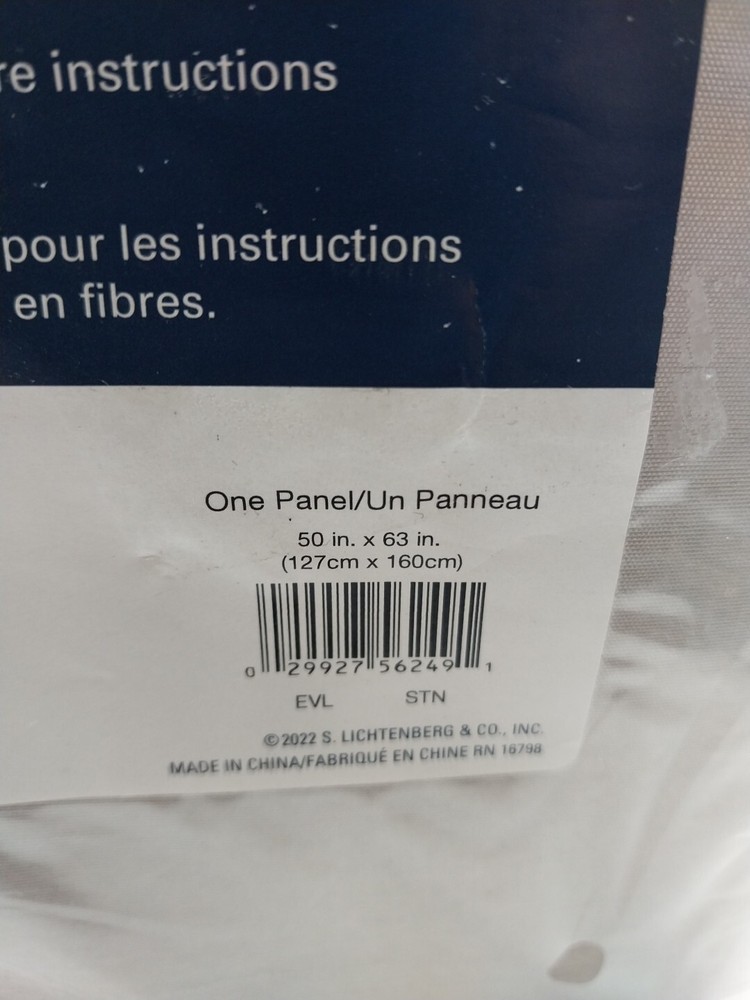 re instructions
pour les instructions
en fibres.
One Panel/Un Panneau
50 in. x 63 in.
(127cm x 160cm)
0 29927 56249 1
EVL STN
©2022 S. LICHTENBERG & CO., INC.
MADE IN CHINA/FABRIQUÉ EN CHINE RN 16798